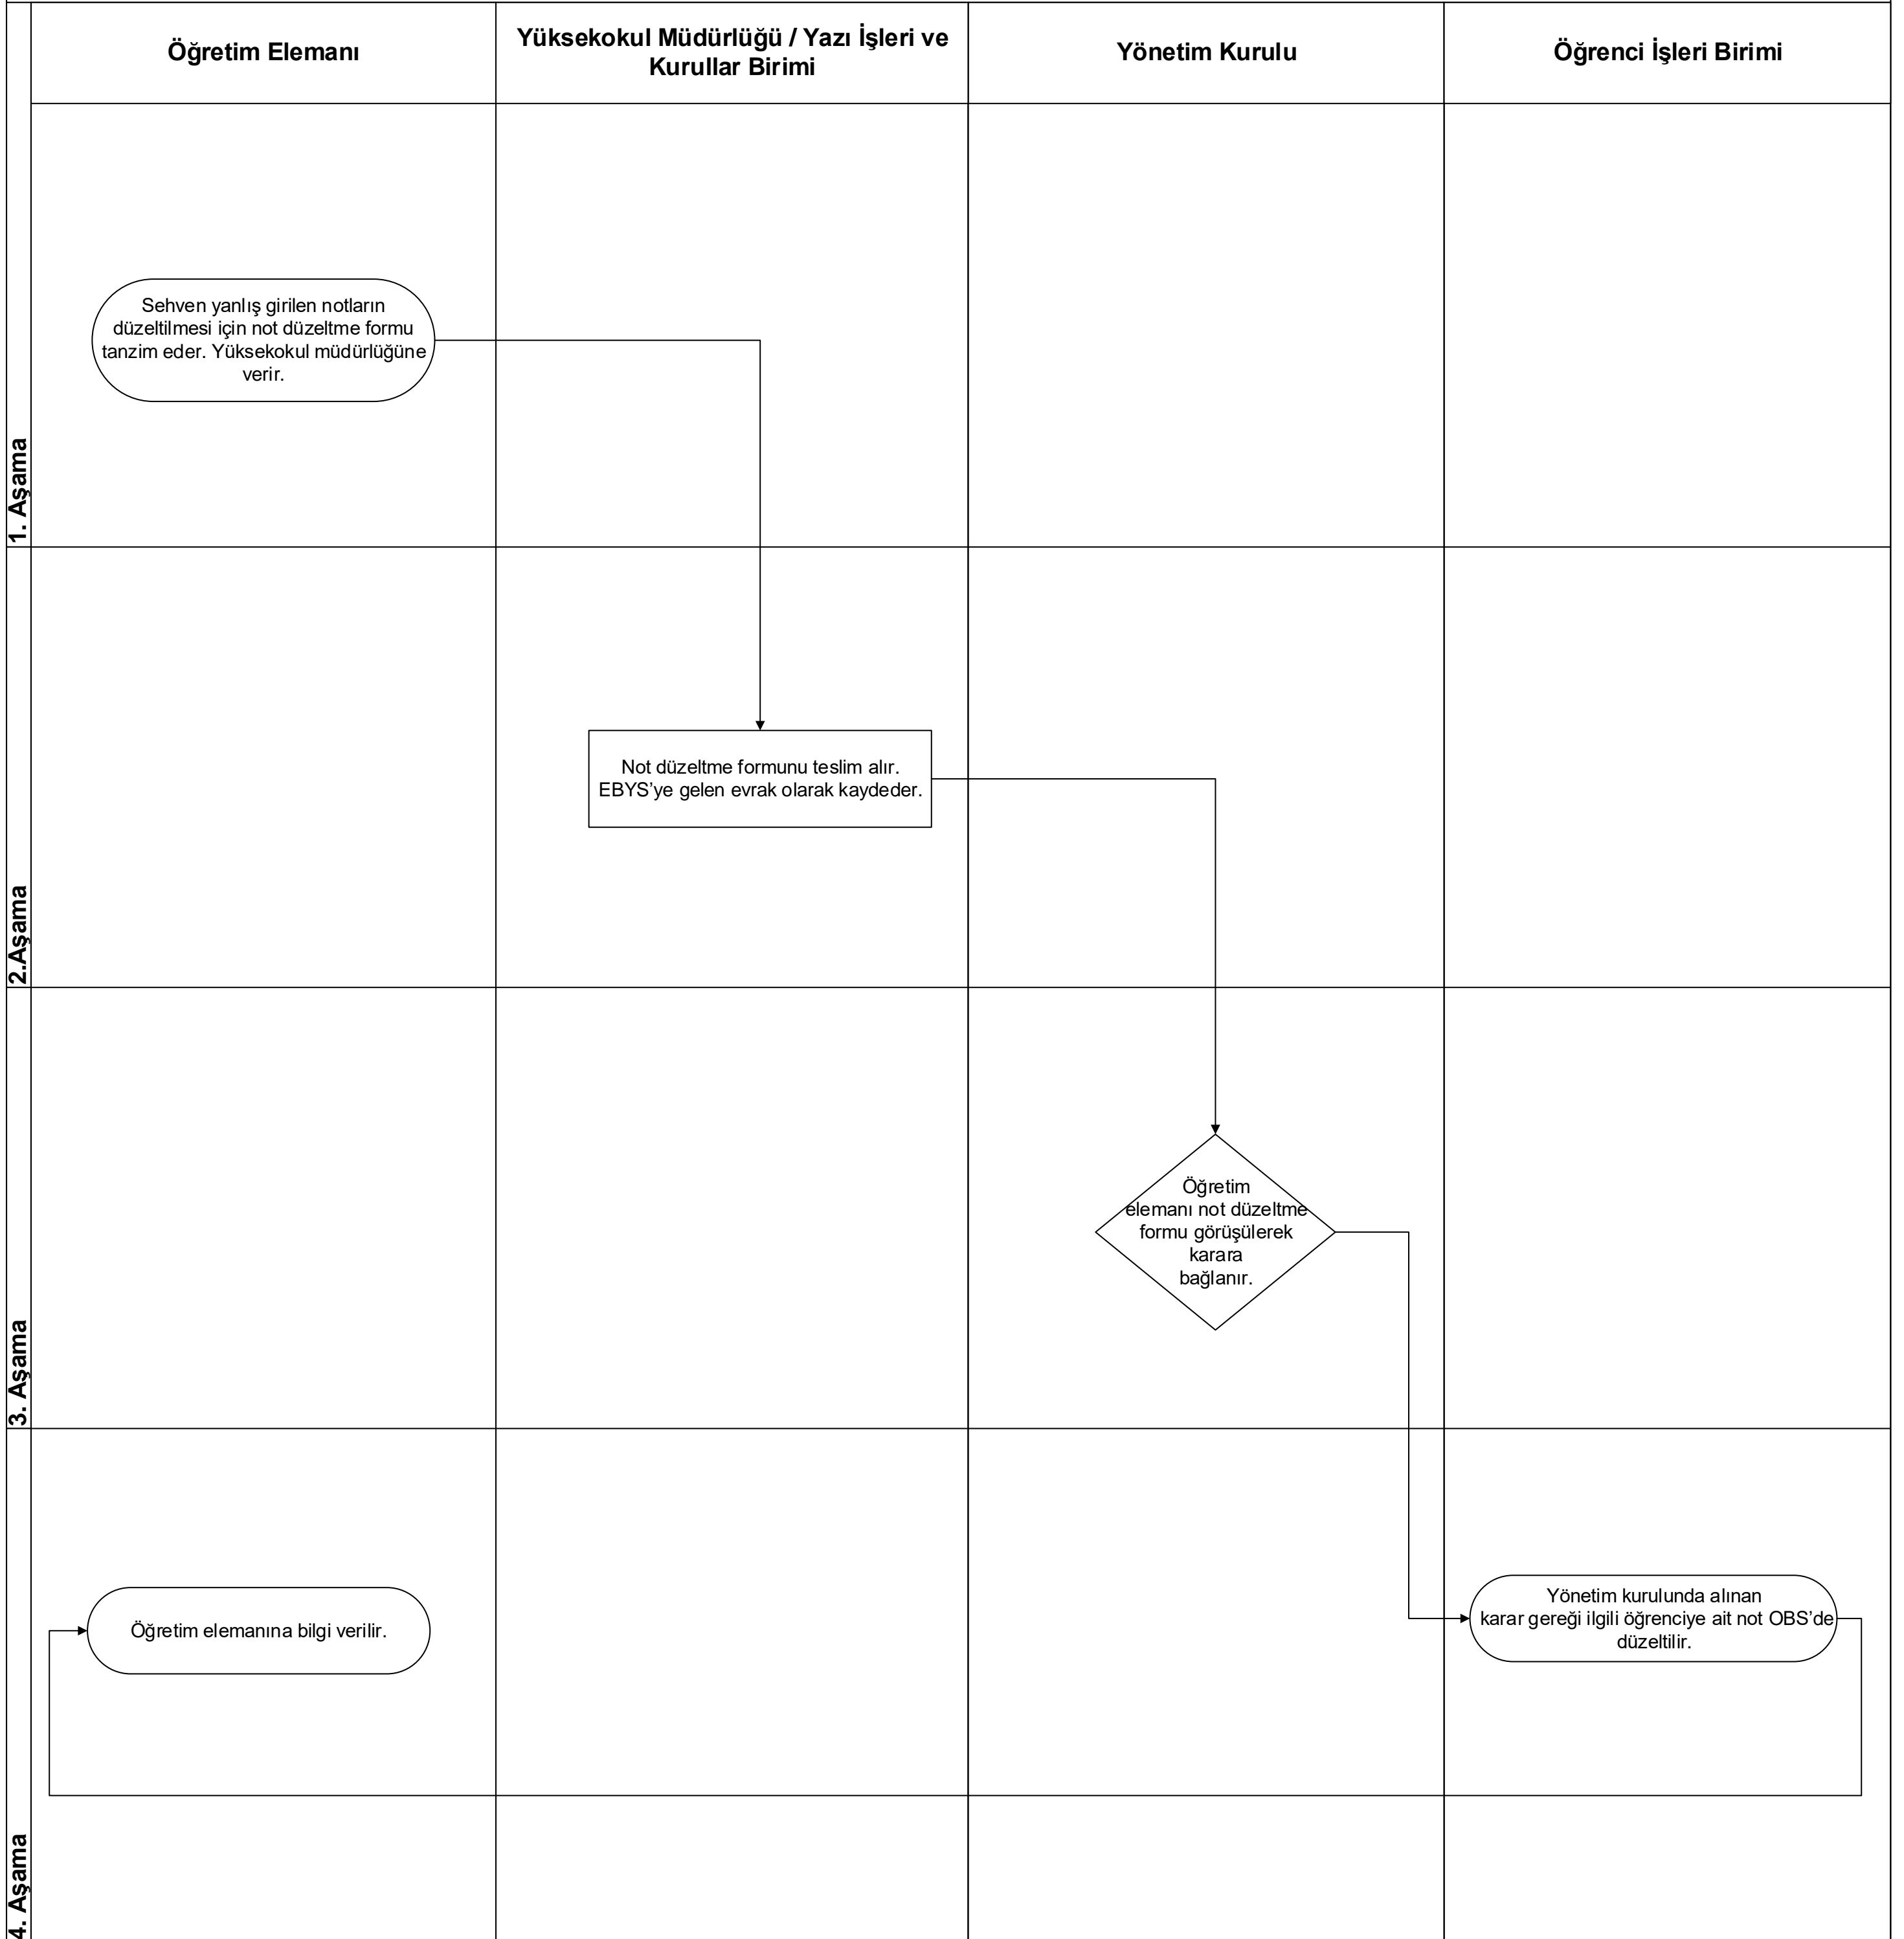 Öğretim Elemanı
Yüksekokul Müdürlüğü / Yazı İşleri ve
Kurullar Birimi
Yönetim Kurulu
Öğrenci İşleri Birimi
1. Aşama
Sehven yanlış girilen notların
düzeltilmesi için not düzeltme formu
tanzim eder. Yüksekokul müdürlüğüne
verir.
2.Aşama
Not düzeltme formunu teslim alır.
EBYS’ye gelen evrak olarak kaydeder.
3. Aşama
Öğretim
elemanı not düzeltme
formu görüşülerek
karara
bağlanır.
4. Aşama
Öğretim elemanına bilgi verilir.
Yönetim kurulunda alınan
karar gereği ilgili öğrenciye ait not OBS’de
düzeltilir.